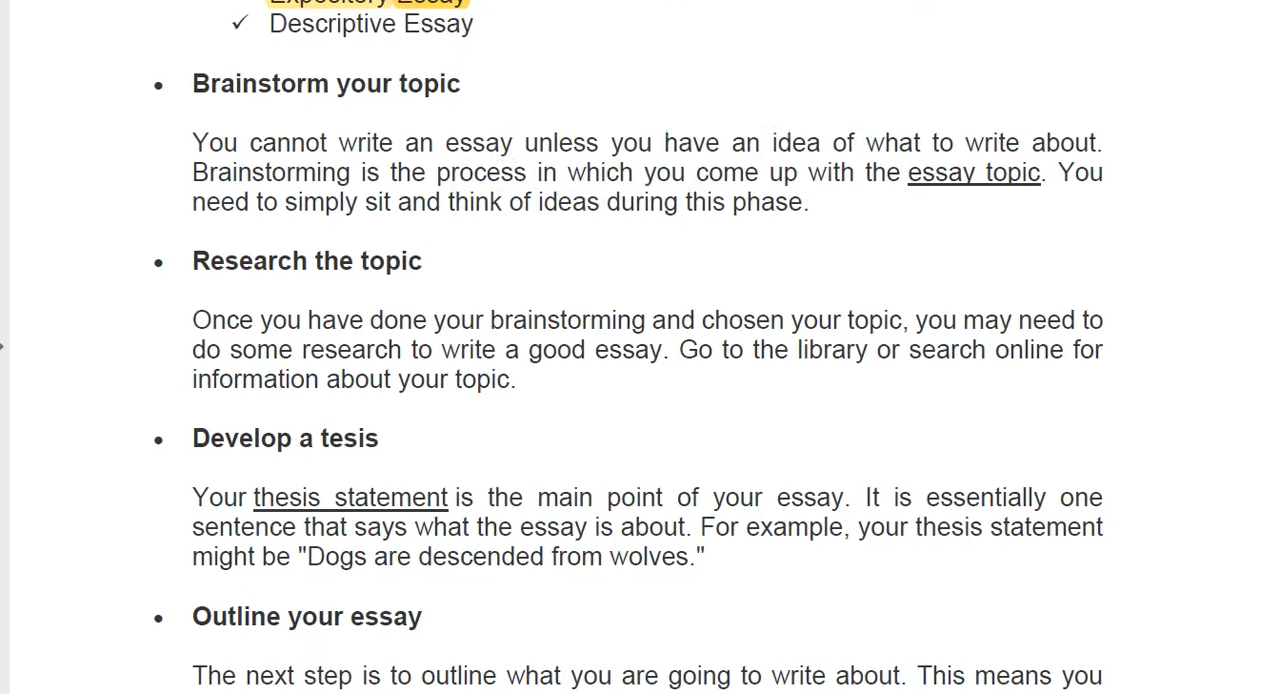 Expository Essay
✓ Descriptive Essay
• Brainstorm your topic
You cannot write an essay unless you have an idea of what to write about.
Brainstorming is the process in which you come up with the essay topic. You
need to simply sit and think of ideas during this phase.
• Research the topic
Once you have done your brainstorming and chosen your topic, you may need to
do some research to write a good essay. Go to the library or search online for
information about your topic.
• Develop a tesis
Your thesis statement is the main point of your essay. It is essentially one
sentence that says what the essay is about. For example, your thesis statement
might be "Dogs are descended from wolves."
• Outline your essay
The next step is to outline what you are going to write about. This means you